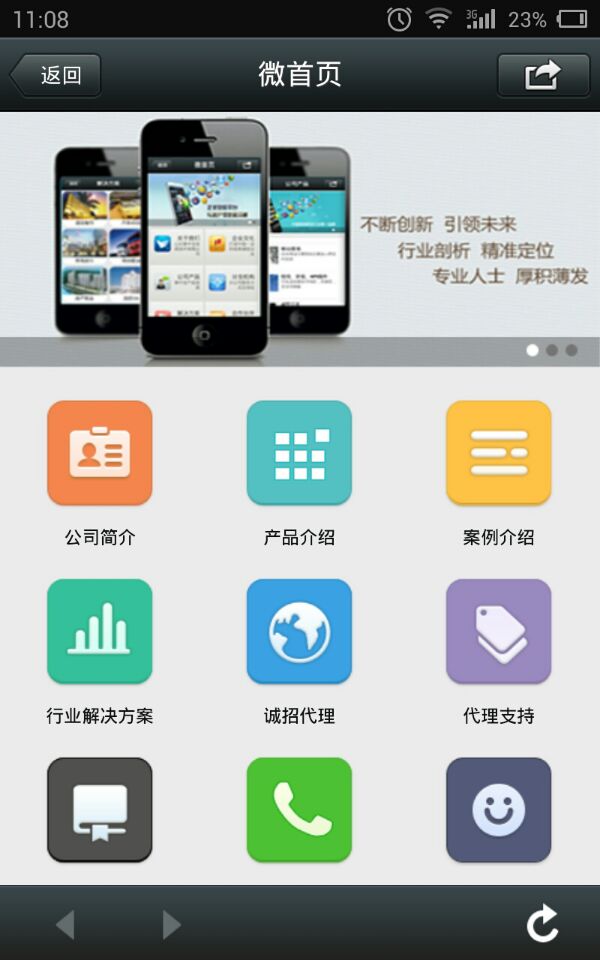 11:08
3G
23%
返回
微首页
不断创新 引领未来
行业剖析 精准定位
专业人士 厚积薄发
公司简介
产品介绍
案例介绍
行业解决方案
诚招代理
代理支持